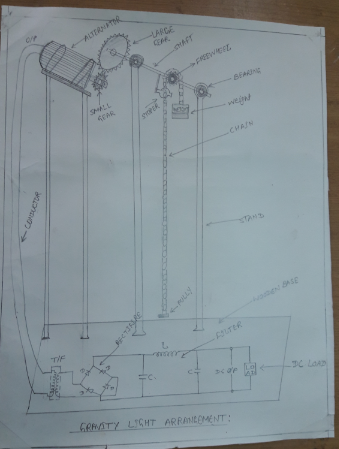 O/P
ALTERNATOR
LARGE
GEAR
SHAFT
FREEWHEEL
BEARING
SMALL
GEAR
WEIGHT
CHAIN
STAND
CONDUCTOR
WOODEN BASE
RECTIFIER
T/F
L
C
C
DC O/P
DC LOAD
GRAVITY LIGHT ARRANGEMENT: